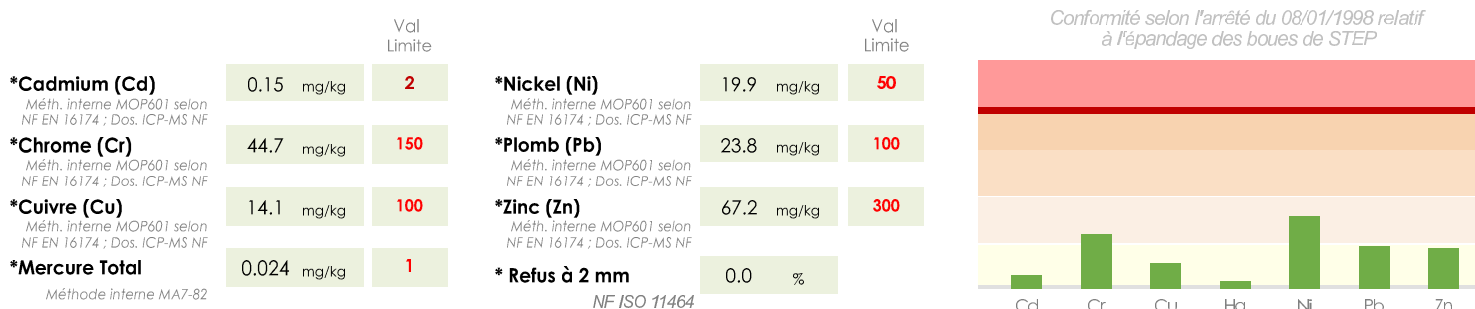 Val
Limite
*Cadmium (Cd) 0.15 mg/kg 2
Méth. interne MOP601 selon
NF EN 16174 ; Dos. ICP-MS NF
*Chrome (Cr) 44.7 mg/kg 150
Méth. interne MOP601 selon
NF EN 16174 ; Dos. ICP-MS NF
*Cuivre (Cu) 14.1 mg/kg 100
Méth. interne MOP601 selon
NF EN 16174 ; Dos. ICP-MS NF
*Mercure Total 0.024 mg/kg 1
Méthode interne MA7-82
Val
Limite
*Nickel (Ni) 19.9 mg/kg 50
Méth. interne MOP601 selon
NF EN 16174 ; Dos. ICP-MS NF
*Plomb (Pb) 23.8 mg/kg 100
Méth. interne MOP601 selon
NF EN 16174 ; Dos. ICP-MS NF
*Zinc (Zn) 67.2 mg/kg 300
Méth. interne MOP601 selon
NF EN 16174 ; Dos. ICP-MS NF
* Refus à 2 mm 0.0 %
NF ISO 11464
Conformité selon l'arrêté du 08/01/1998 relatif
à l'épandage des boues de STEP
Cd Cr Cu Hg Ni Pb Zn